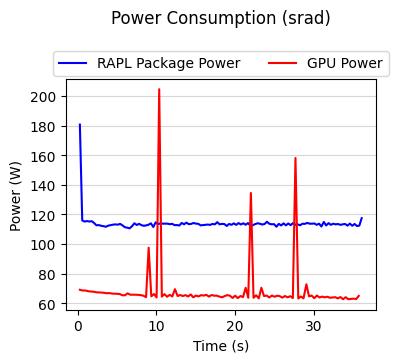 Power Consumption (srad)
RAPL Package Power GPU Power
200
180
160
140
120
100
80
60
Power (W)
0 10 20 30
Time (s)